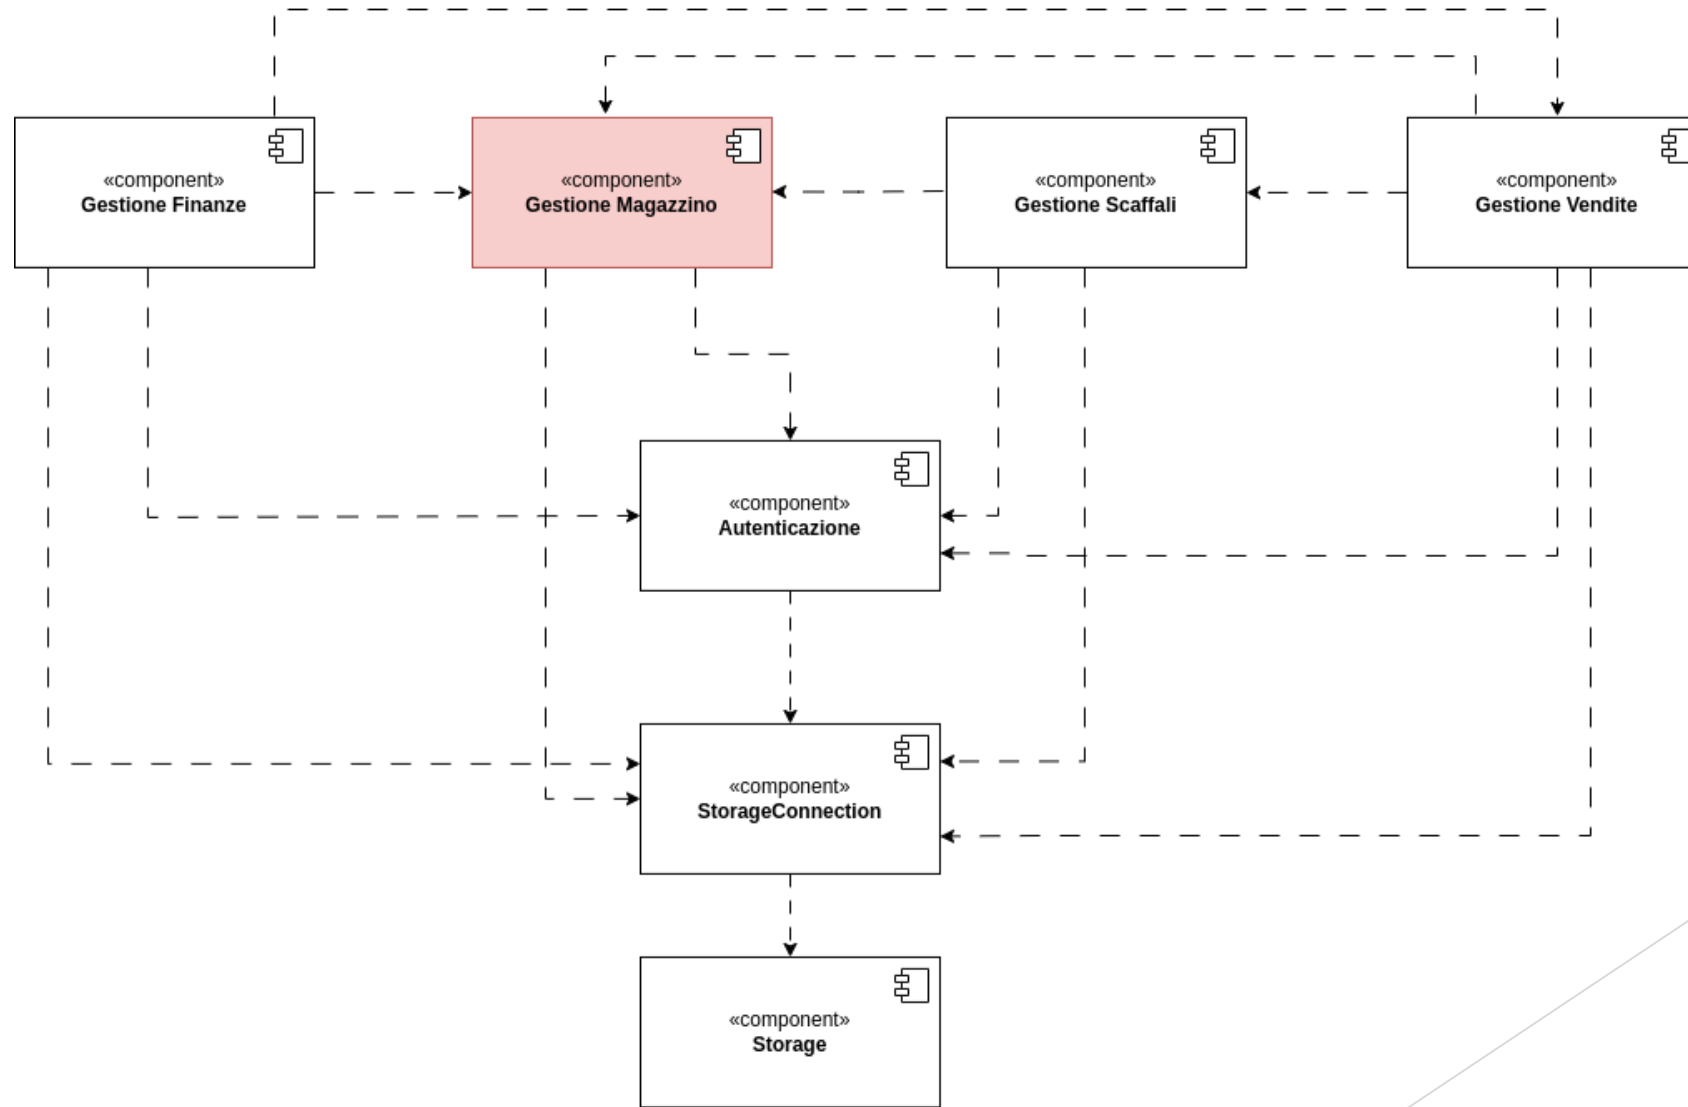 «component»
Gestione Finanze
«component»
Gestione Magazzino
«component»
Gestione Scaffali
«component»
Gestione Vendite
«component»
Autenticazione
«component»
StorageConnection
«component»
Storage